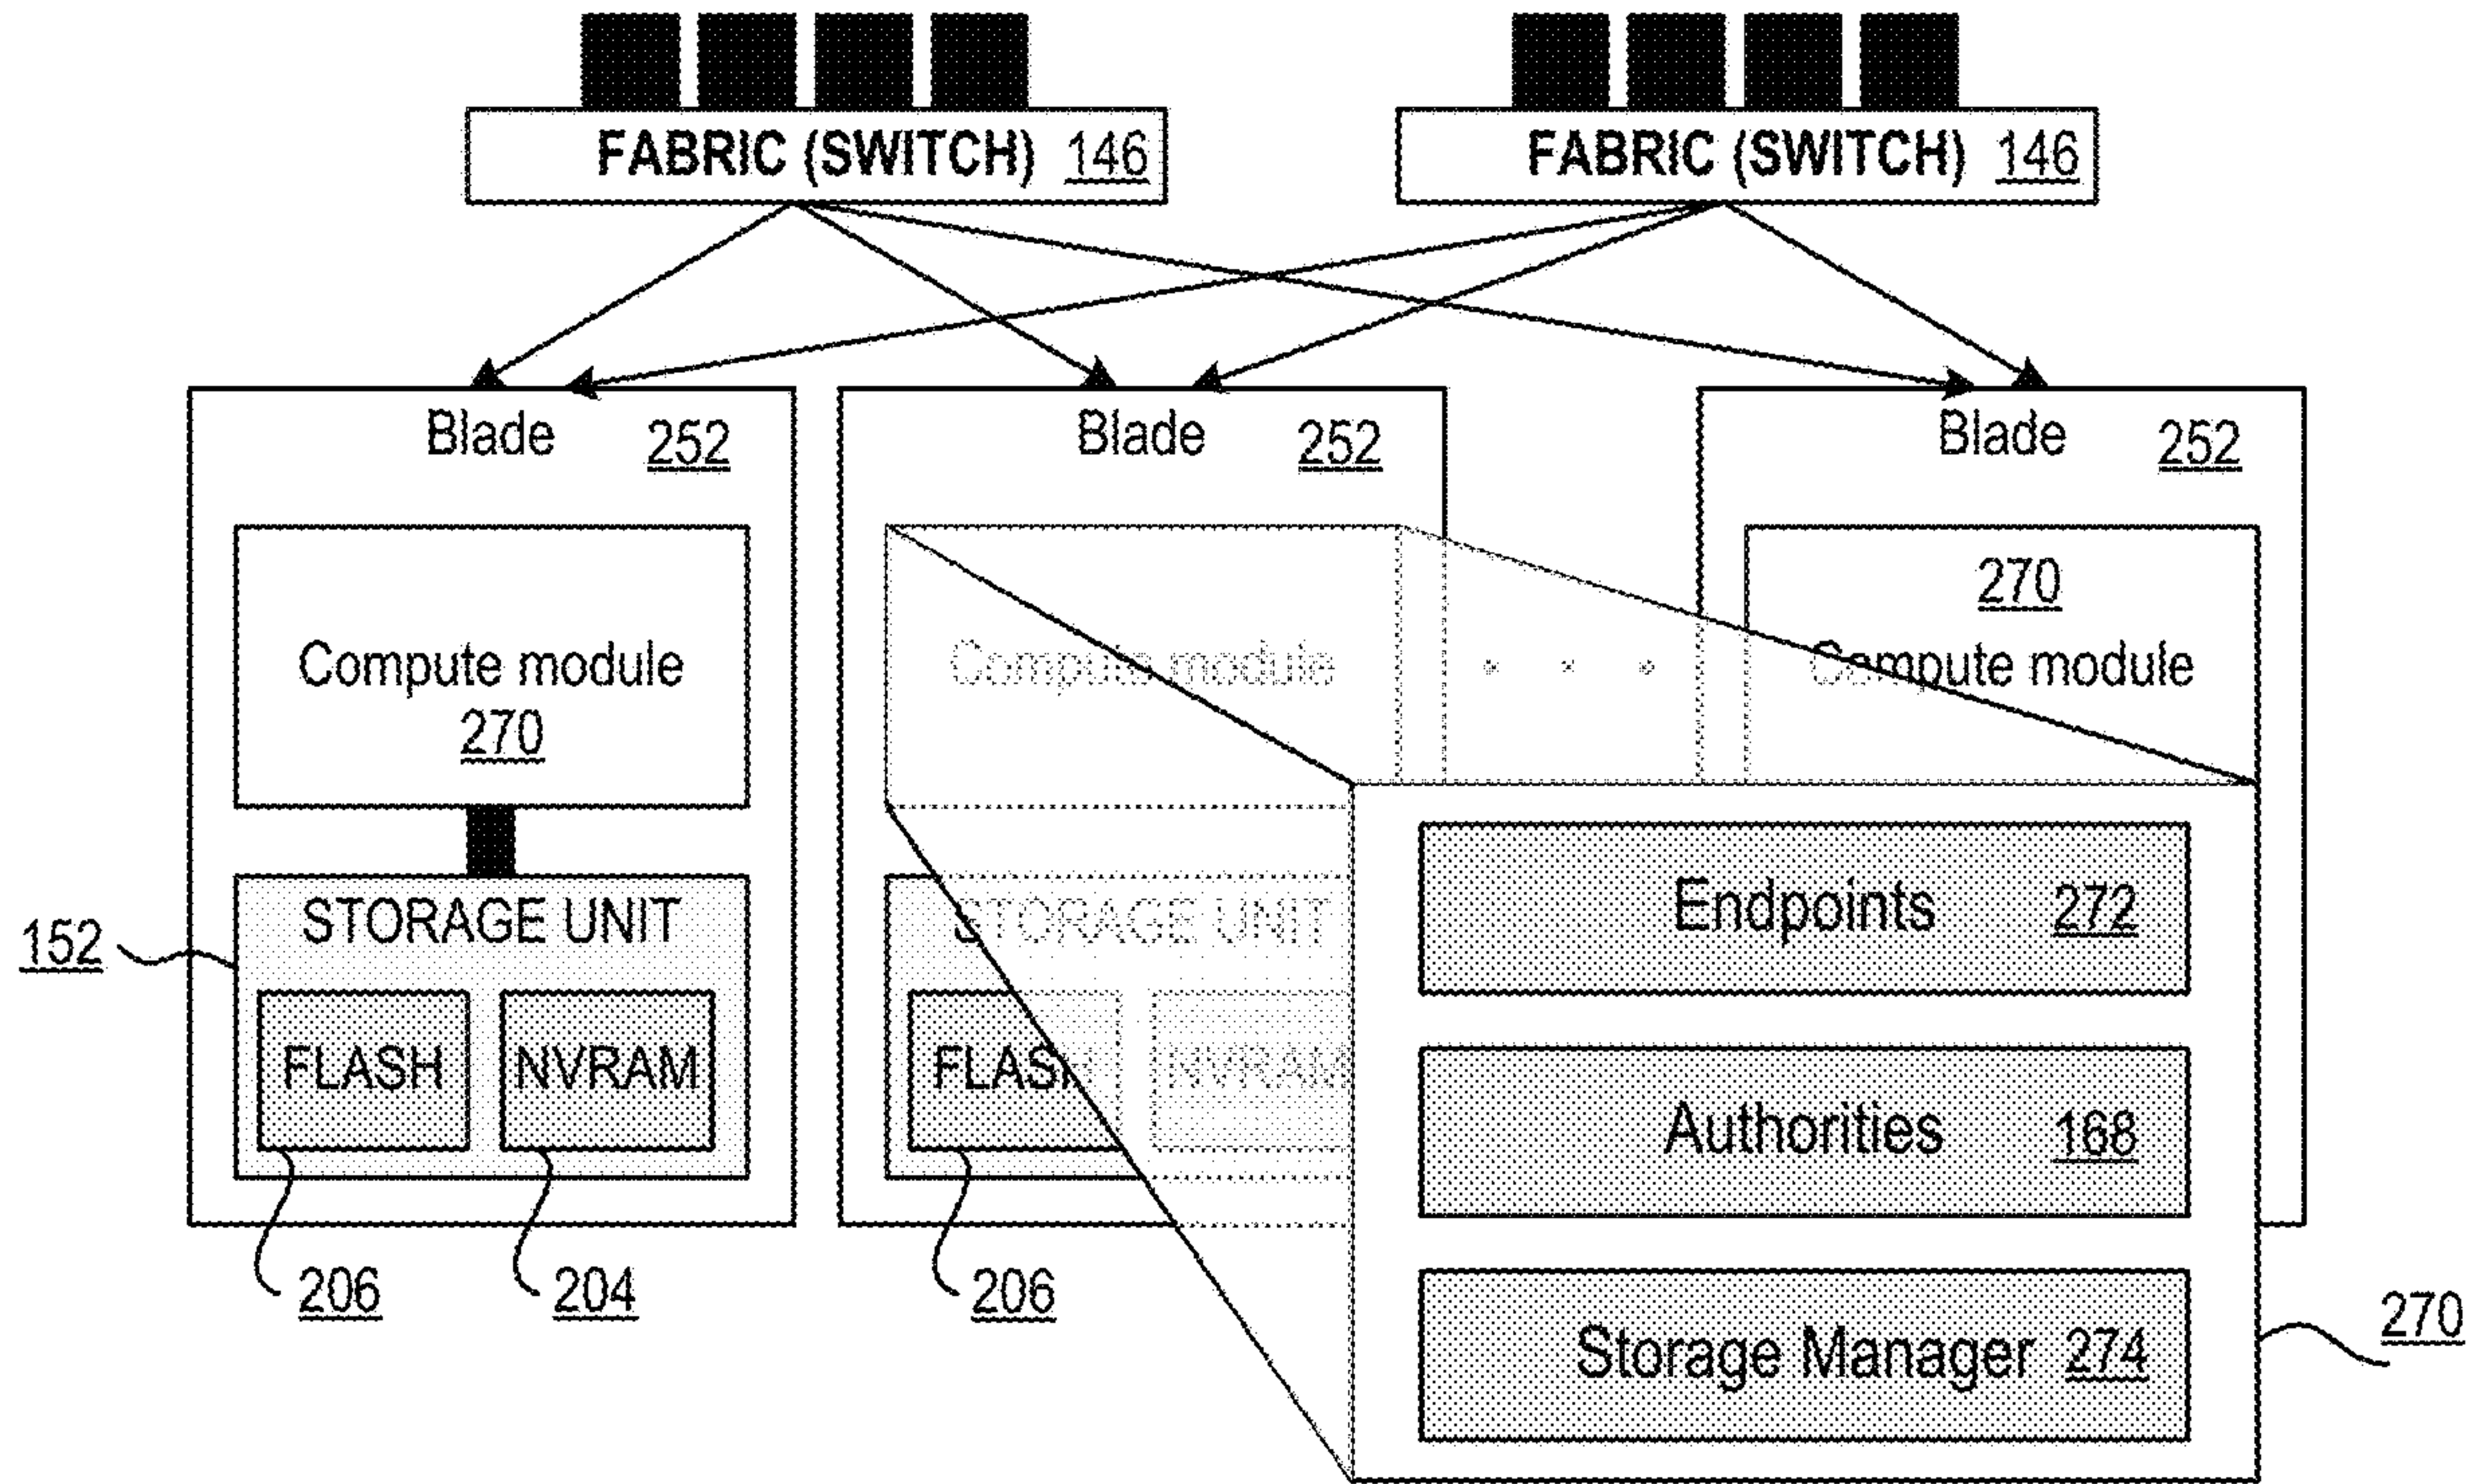 FABRIC (SWITCH) 146
FABRIC (SWITCH) 146
Blade 252
Blade 252
Blade 252
Compute module
270
Compute module
270
Compute module
STORAGE UNIT
152
FLASH
NVRAM
206
204
STORAGE UNIT
FLASH
NVRAM
206
Endpoints 272
Authorities 168
Storage Manager 274
270